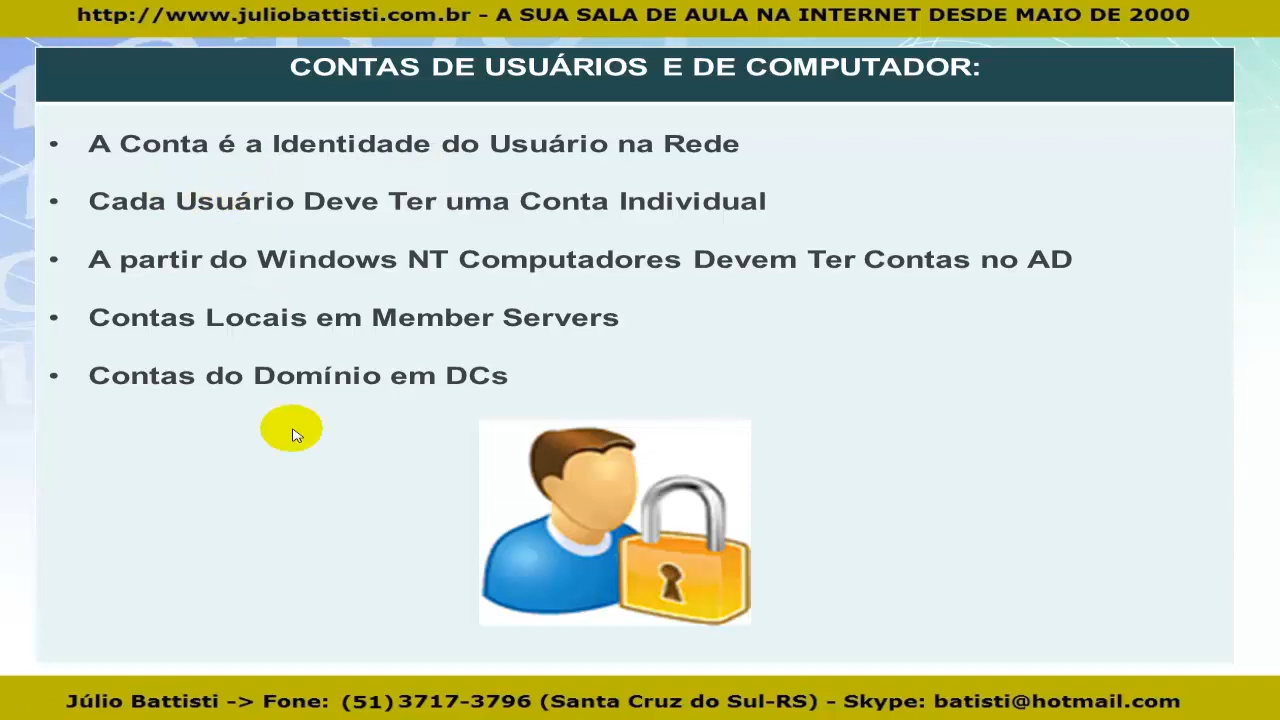 http://www.juliobattisti.com.br - A SUA SALA DE AULA NA INTERNET DESDE MAIO DE 2000
CONTAS DE USUÁRIOS E DE COMPUTADOR:
• A Conta é a Identidade do Usuário na Rede
• Cada Usuário Deve Ter uma Conta Individual
• A partir do Windows NT Computadores Devem Ter Contas no AD
• Contas Locais em Member Servers
• Contas do Domínio em DCs
Júlio Battisti -> Fone: (51) 3717-3796 (Santa Cruz do Sul-RS) - Skype: batisti@hotmail.com